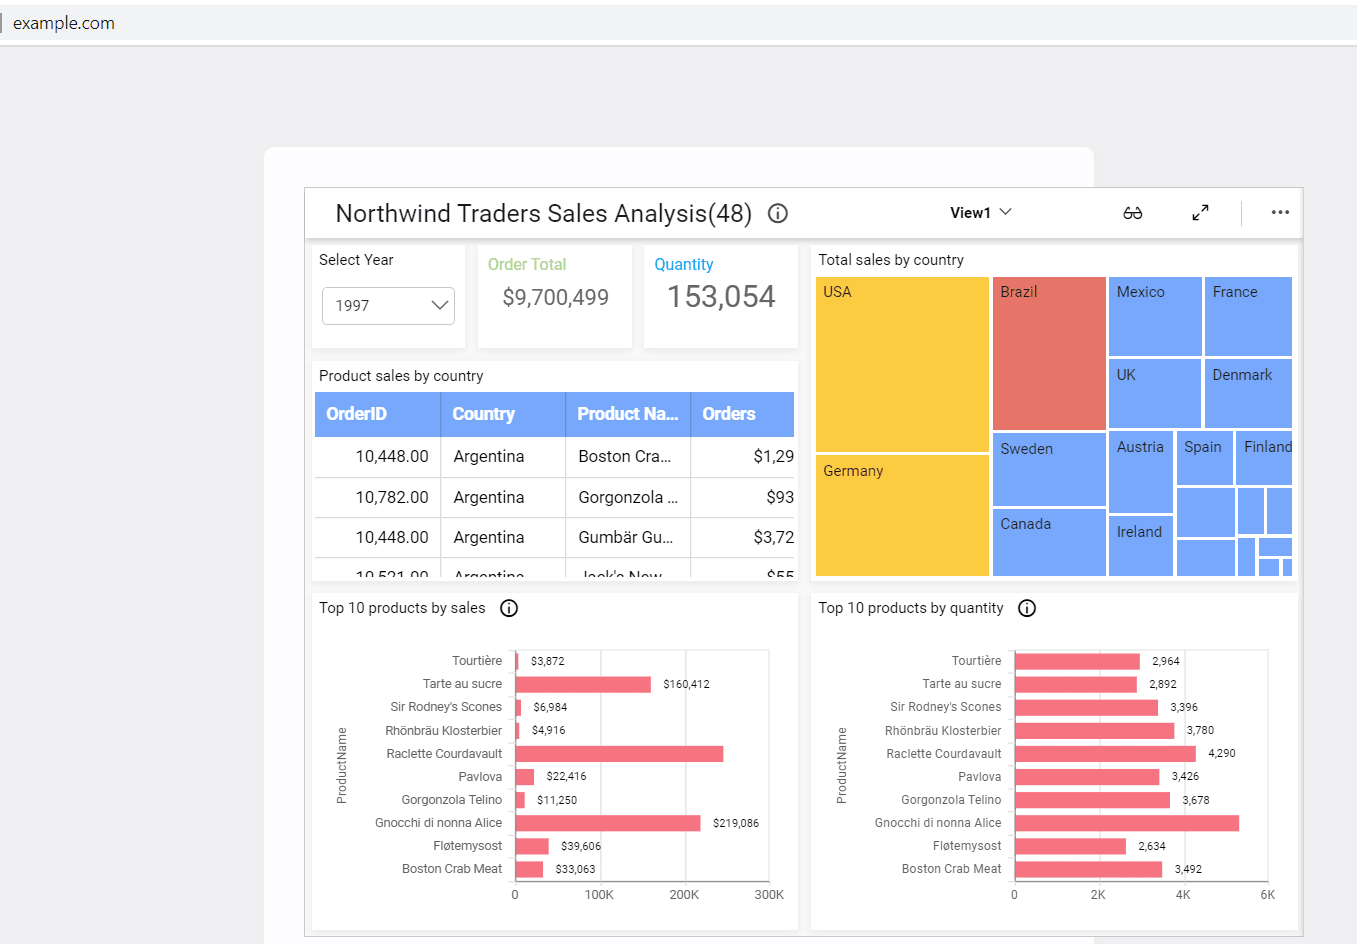 example.com
Northwind Traders Sales Analysis(48)
View1
Select Year
1997
Order Total
$9,700,499
Quantity
153,054
Total sales by country
USA
Germany
Brazil
Sweden
Canada
Mexico
France
UK
Denmark
Austria
Spain
Finland
Ireland
Product sales by country
OrderID Country Product Na... Orders
10,448.00 Argentina Boston Cra... $1,29
10,782.00 Argentina Gorgonzola ... $93
10,448.00 Argentina Gumbär Gu... $3,72
10,521.00 Argentina Jack's New $55
Top 10 products by sales
ProductName
Tourtière $3,872
Tarte au sucre $160,412
Sir Rodney's Scones $6,984
Rhönbräu Klosterbier $4,916
Raclette Courdavault
Pavlova $22,416
Gorgonzola Telino $11,250
Gnocchi di nonna Alice $219,086
Fløtemysost $39,606
Boston Crab Meat $33,063
0 100K 200K 300K
Top 10 products by quantity
ProductName
Tourtière 2,964
Tarte au sucre 2,892
Sir Rodney's Scones 3,396
Rhönbräu Klosterbier 3,780
Raclette Courdavault 4,290
Pavlova 3,426
Gorgonzola Telino 3,678
Gnocchi di nonna Alice
Fløtemysost 2,634
Boston Crab Meat 3,492
0 2K 4K 6K